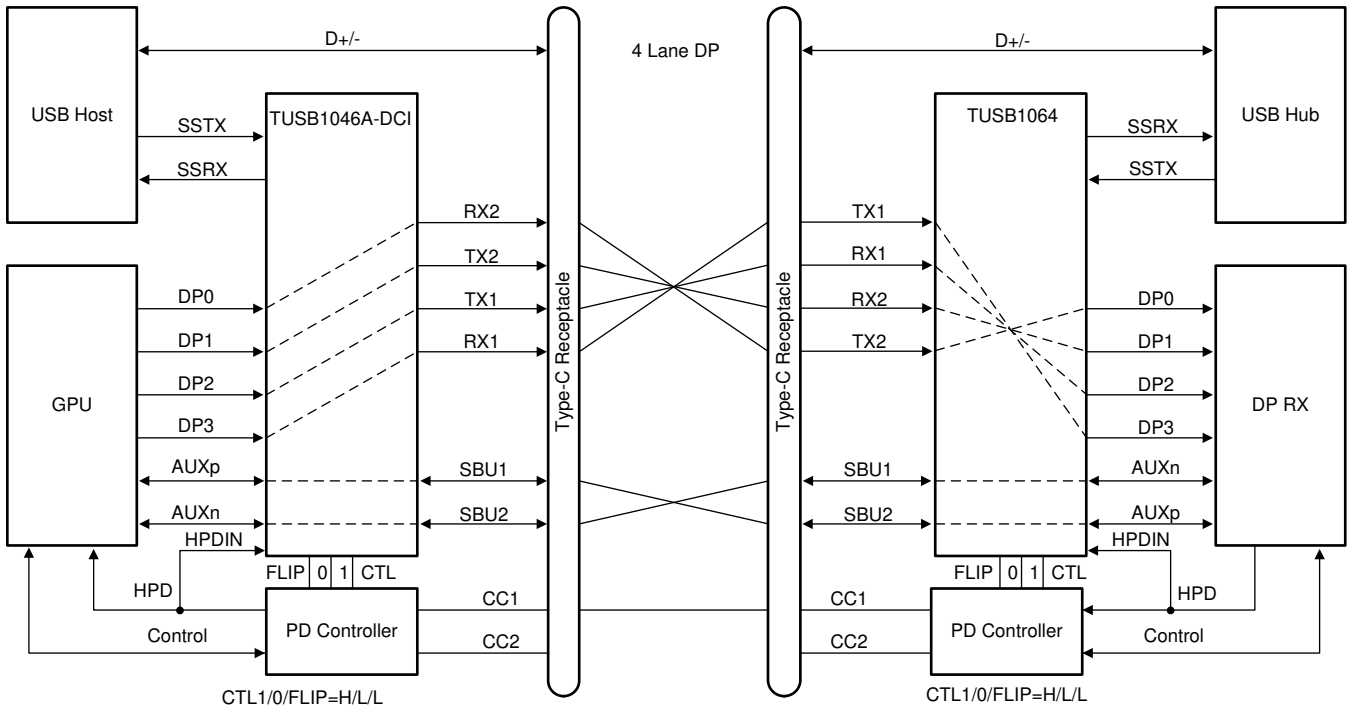 USB Host
D+/-
SSTX
SSRX
TUSB1046A-DCI
RX2
TX2
TX1
RX1
GPU
DP0
DP1
DP2
DP3
AUXp
AUXn
HPDIN
SBU1
SBU2
FLIP 0 1 CTL
HPD
Control
PD Controller
CC1
CC2
CTL1/0/FLIP=H/L/L
Type-C Receptacle
4 Lane DP
Type-C Receptacle
D+/-
TUSB1064
USB Hub
SSRX
SSTX
TX1
RX1
RX2
TX2
DP0
DP1
DP2
DP3
DP RX
SBU1
SBU2
AUXn
AUXp
HPDIN
FLIP 0 1 CTL
HPD
Control
CC1
CC2
PD Controller
CTL1/0/FLIP=H/L/L